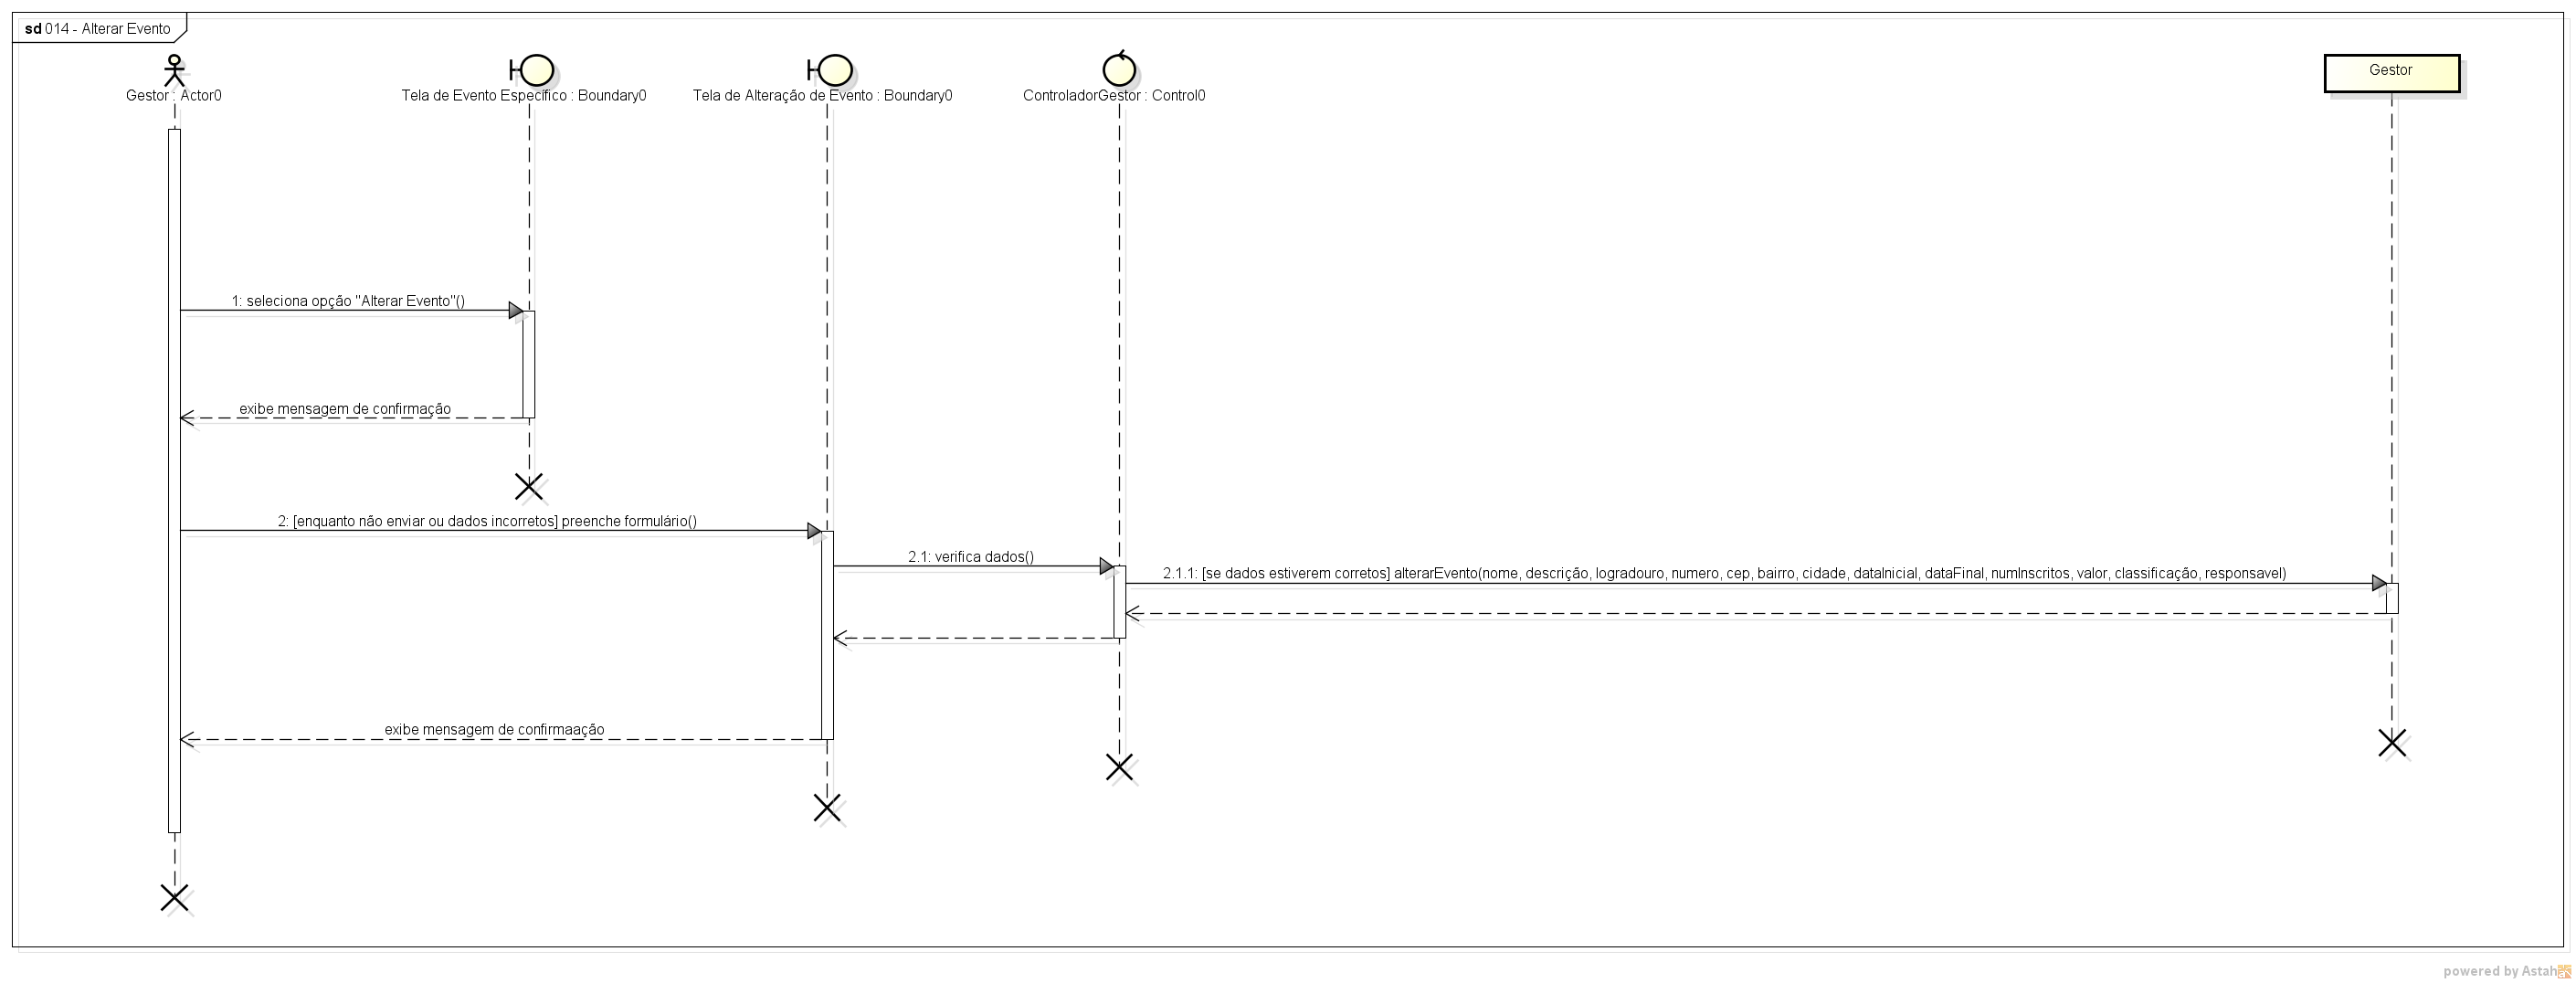 sd 014 - Alterar Evento
Gestor : Actor0
Tela de Evento Específico : Boundary0
Tela de Alteração de Evento : Boundary0
ControladorGestor : Control0
Gestor
1: seleciona opção "Alterar Evento"()
exibe mensagem de confirmação
2: [enquanto não enviar ou dados incorretos] preenche formulário()
2.1: verifica dados()
2.1.1: [se dados estiverem corretos] alterarEvento(nome, descrição, logradouro, numero, cep, bairro, cidade, dataInicial, dataFinal, numInscritos, valor, classificação, responsavel)
exibe mensagem de confirmaação
powered by Astah